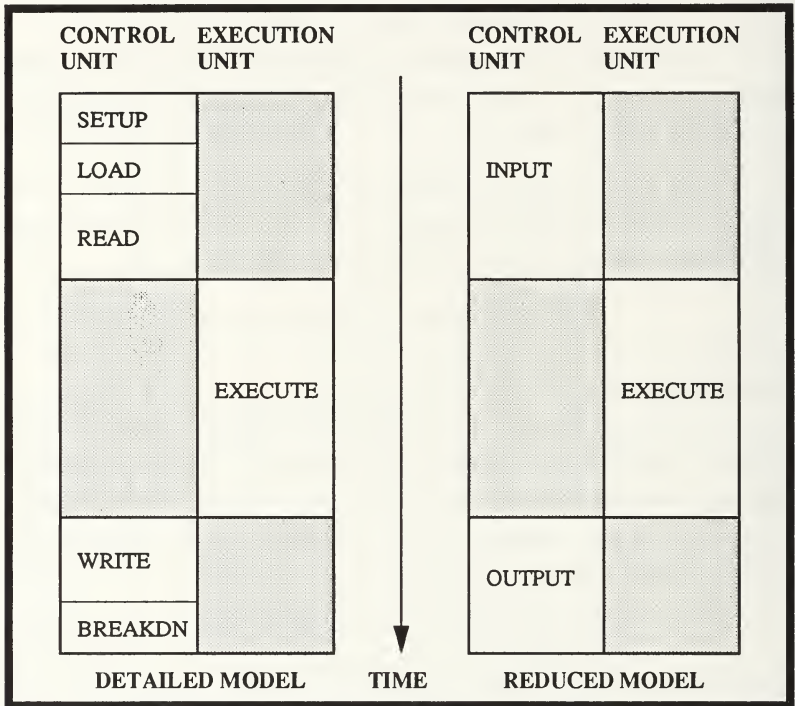 CONTROL EXECUTION CONTROL EXECUTION
UNIT UNIT UNIT UNIT
SETUP
LOAD
INPUT
READ
EXECUTE
EXECUTE
WRITE
OUTPUT
BREAKDN
DETAILED MODEL TIME REDUCED MODEL